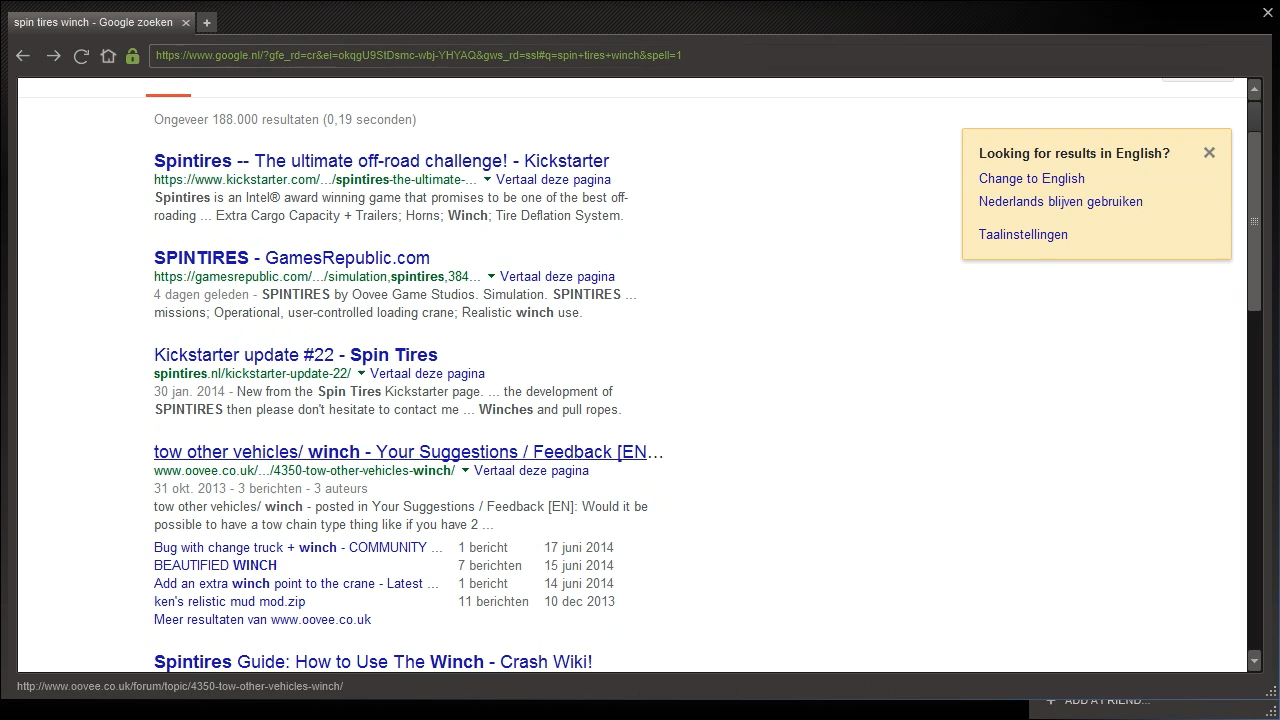 spin tires winch - Google zoeken
https://www.google.nl/?gfe_rd=cr&ei=okqgU9StDsmc-wbj-YHYAQ&gws_rd=ssl#q=spin+tires+winch&spell=1
Ongeveer 188.000 resultaten (0,19 seconden)
Spintires -- The ultimate off-road challenge! - Kickstarter
https://www.kickstarter.com/.../spintires-the-ultimate-... Vertaal deze pagina
Spintires is an Intel® award winning game that promises to be one of the best off-
roading ... Extra Cargo Capacity + Trailers; Horns; Winch; Tire Deflation System.
Looking for results in English?
Change to English
Nederlands blijven gebruiken
Taalinstellingen
SPINTIRES - GamesRepublic.com
https://gamesrepublic.com/.../simulation,spintires,384... Vertaal deze pagina
4 dagen geleden - SPINTIRES by Oovee Game Studios. Simulation. SPINTIRES ...
missions; Operational, user-controlled loading crane; Realistic winch use.
Kickstarter update #22 - Spin Tires
spintires.nl/kickstarter-update-22/ Vertaal deze pagina
30 jan. 2014 - New from the Spin Tires Kickstarter page. ... the development of
SPINTIRES then please don't hesitate to contact me ... Winches and pull ropes.
tow other vehicles/ winch - Your Suggestions / Feedback [EN...
www.oovee.co.uk/.../4350-tow-other-vehicles-winch/ Vertaal deze pagina
31 okt. 2013 - 3 berichten - 3 auteurs
tow other vehicles/ winch - posted in Your Suggestions / Feedback [EN]: Would it be
possible to have a tow chain type thing like if you have 2 ...
Bug with change truck + winch - COMMUNITY ... 1 bericht 17 juni 2014
BEAUTIFIED WINCH 7 berichten 15 juni 2014
Add an extra winch point to the crane - Latest ... 1 bericht 14 juni 2014
ken's relistic mud mod.zip 11 berichten 10 dec 2013
Meer resultaten van www.oovee.co.uk
Spintires Guide: How to Use The Winch - Crash Wiki!
http://www.oovee.co.uk/forum/topic/4350-tow-other-vehicles-winch/
+ ADD A FRIEND...